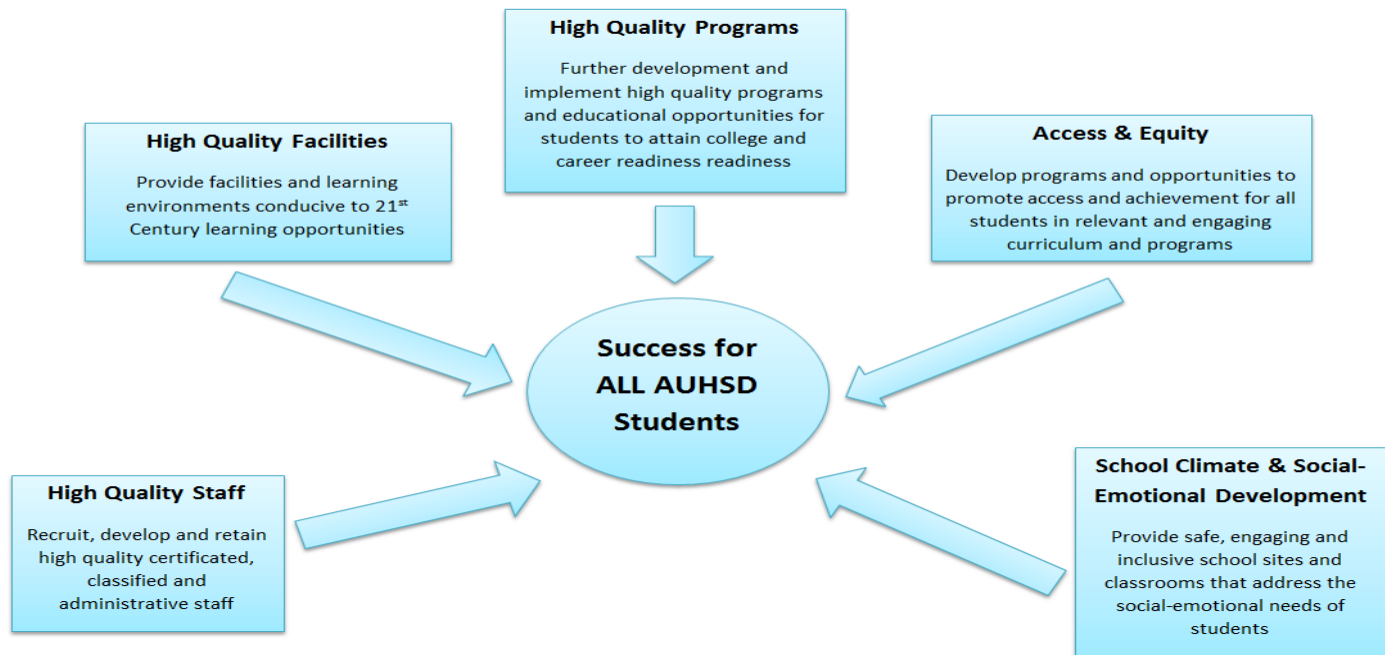 High Quality Programs
Further development and
implement high quality programs
and educational opportunities for
students to attain college and
career readiness readiness
High Quality Facilities
Provide facilities and learning
environments conducive to 21st
Century learning opportunities
Access & Equity
Develop programs and opportunities to
promote access and achievement for all
students in relevant and engaging
curriculum and programs
Success for
ALL AUHSD
Students
High Quality Staff
Recruit, develop and retain
high quality certificated,
classified and
administrative staff
School Climate & Social-
Emotional Development
Provide safe, engaging and
inclusive school sites and
classrooms that address the
social-emotional needs of
students